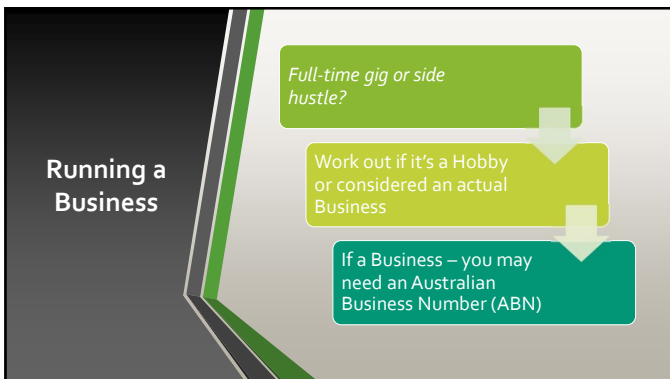 Running a
Business
Full-time gig or side
hustle?
Work out if it's a Hobby
or considered an actual
Business
If a Business – you may
need an Australian
Business Number (ABN)